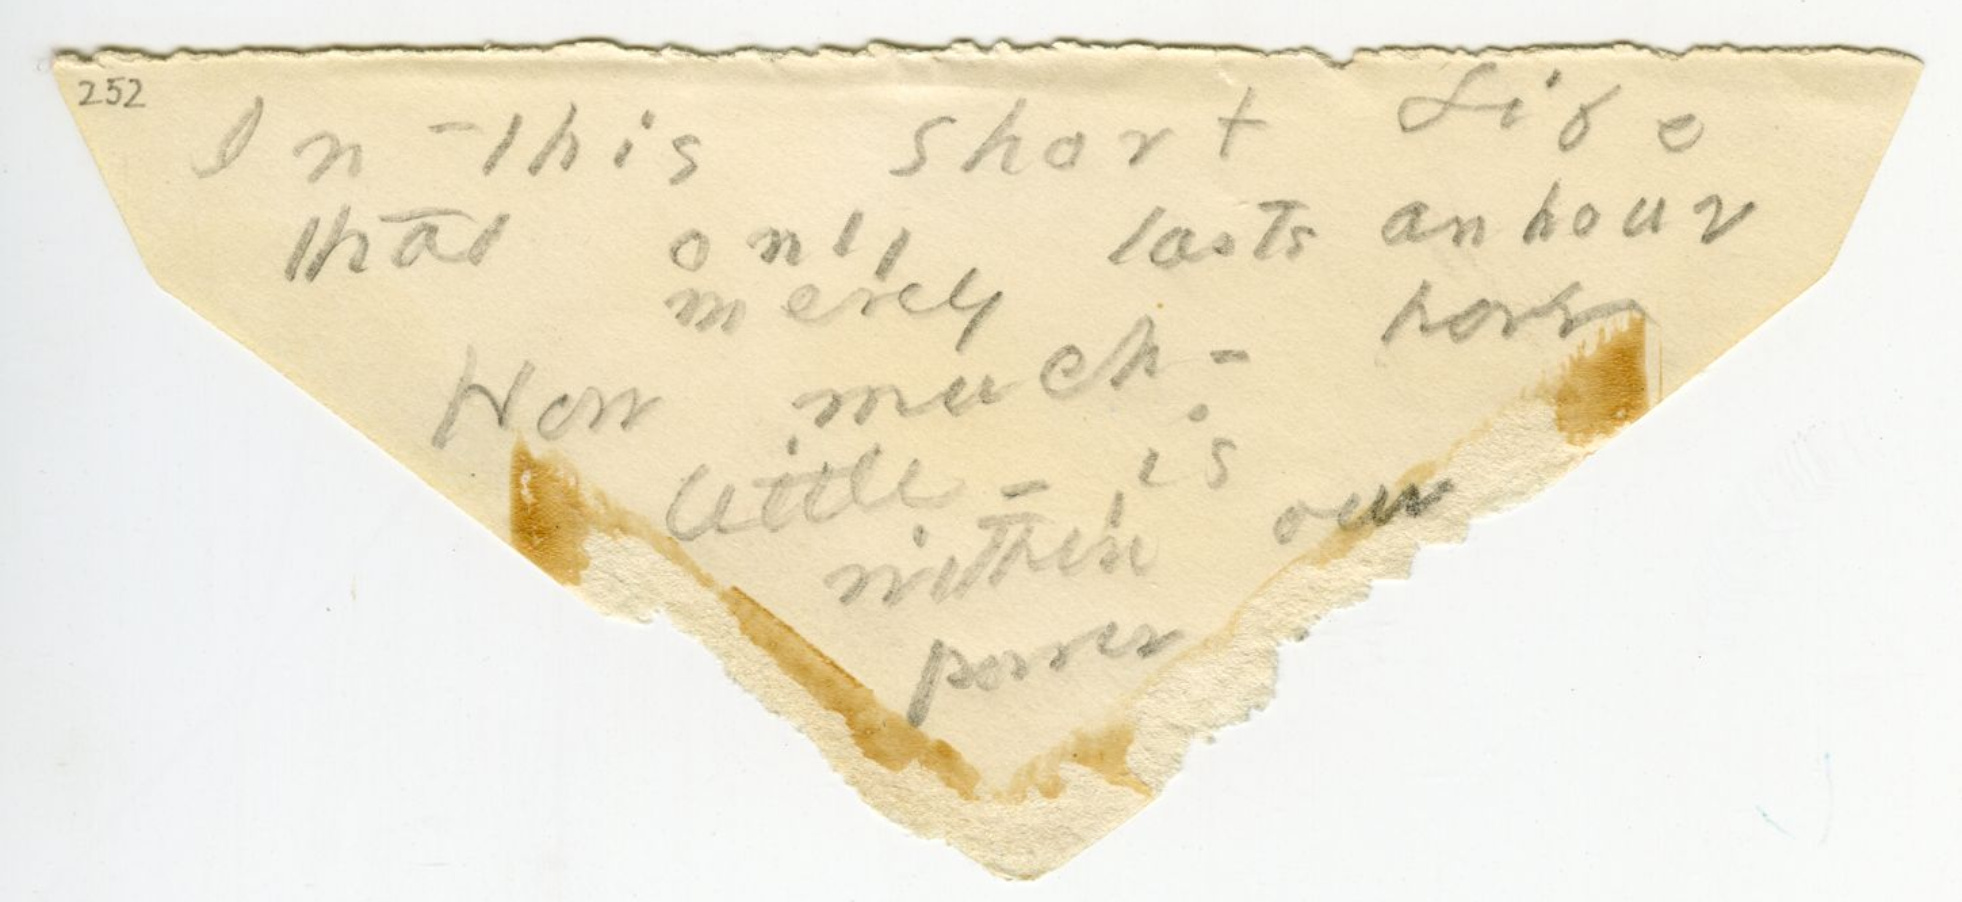 252
In this short Life
that only lasts an hour
merely
How much - how
little - is
within our
power